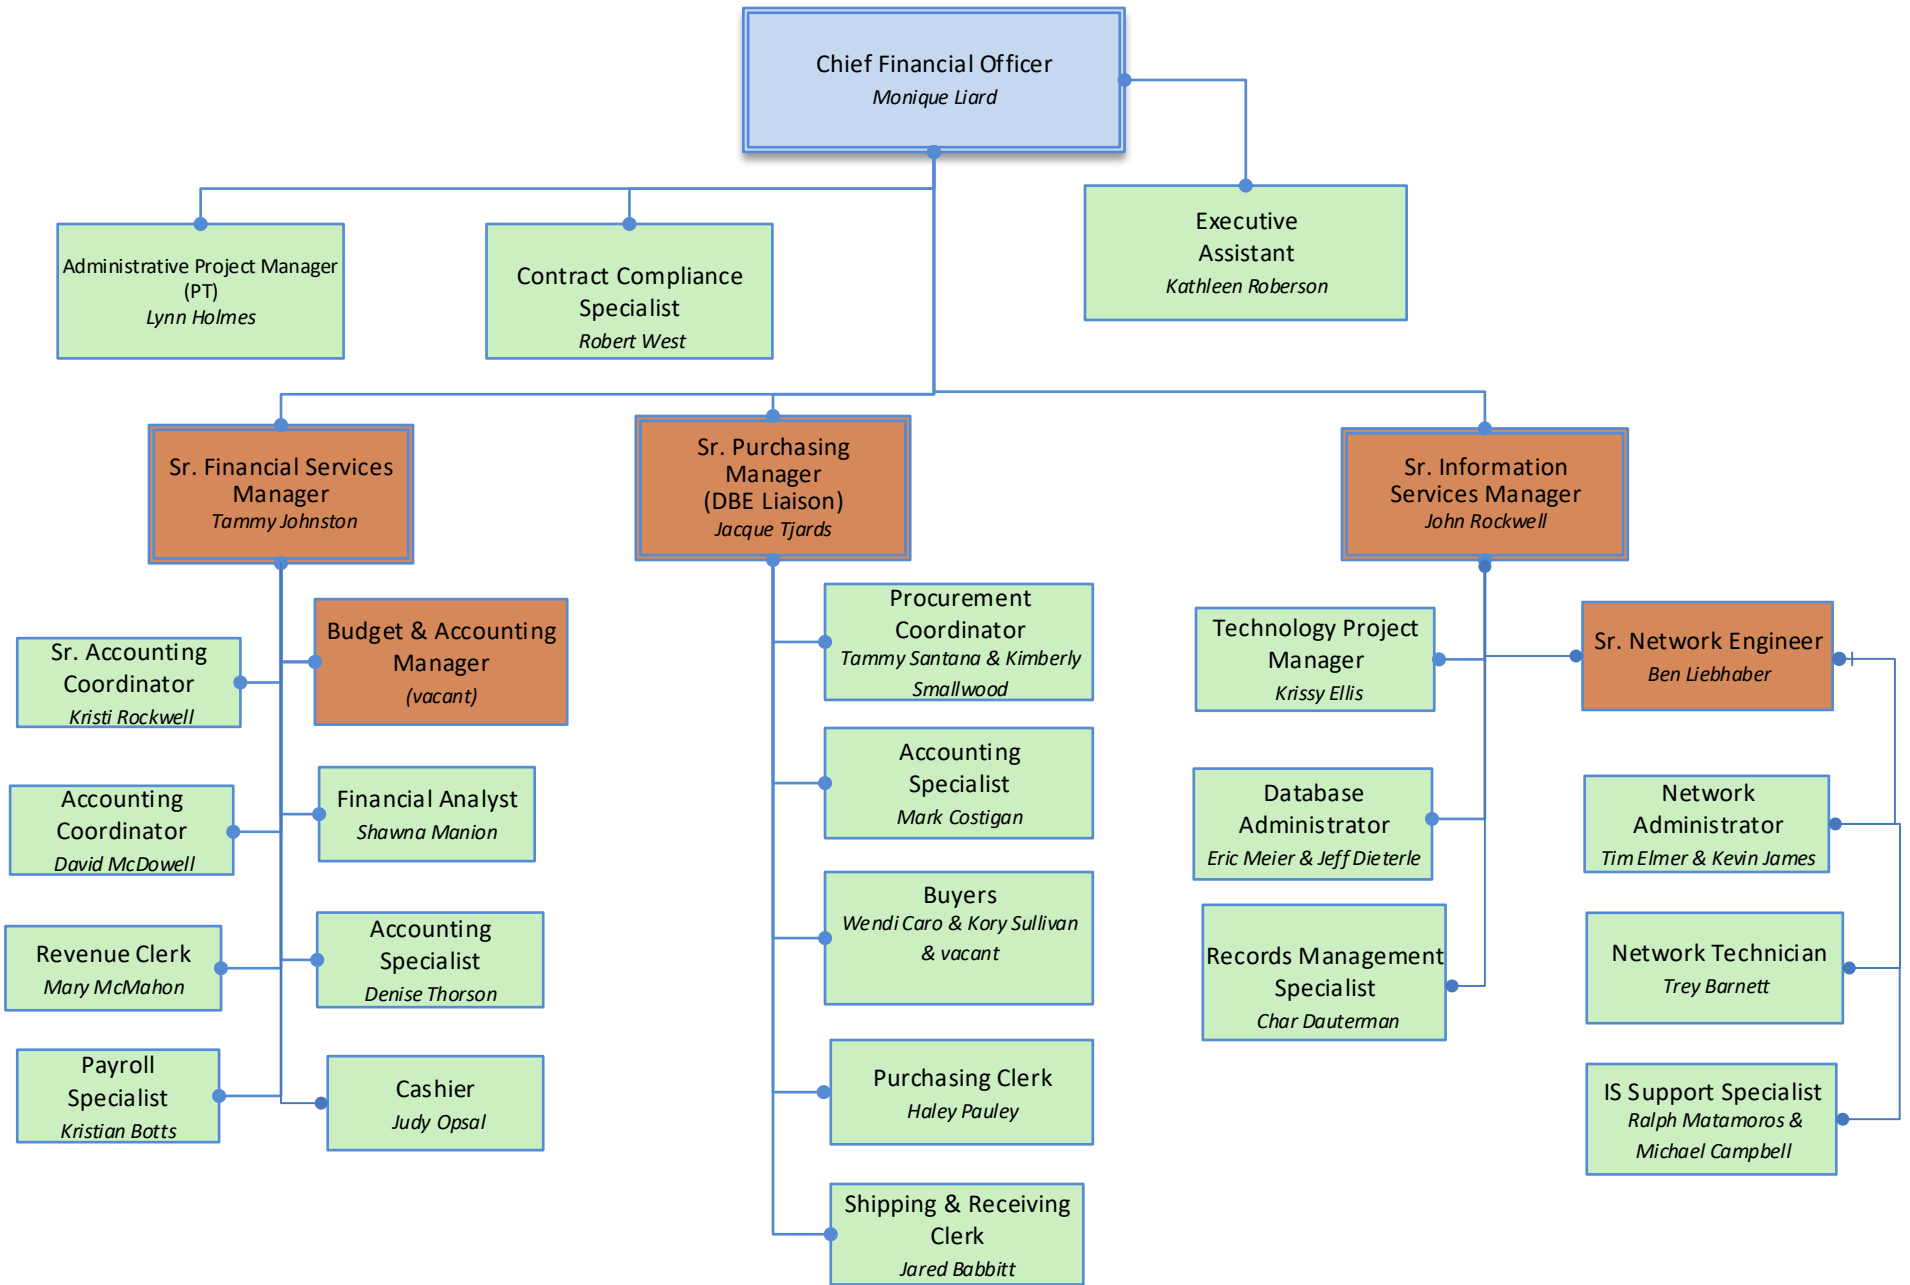 Chief Financial Officer
Monique Liard
Executive
Assistant
Kathleen Roberson
Administrative Project Manager
(PT)
Lynn Holmes
Contract Compliance
Specialist
Robert West
Sr. Financial Services
Manager
Tammy Johnston
Sr. Purchasing
Manager
(DBE Liaison)
Jacque Tjards
Sr. Information
Services Manager
John Rockwell
Sr. Accounting
Coordinator
Kristi Rockwell
Budget & Accounting
Manager
(vacant)
Accounting
Coordinator
David McDowell
Financial Analyst
Shawna Manion
Revenue Clerk
Mary McMahon
Accounting
Specialist
Denise Thorson
Payroll
Specialist
Kristian Botts
Cashier
Judy Opsal
Procurement
Coordinator
Tammy Santana & Kimberly
Smallwood
Accounting
Specialist
Mark Costigan
Buyers
Wendi Caro & Kory Sullivan
& vacant
Purchasing Clerk
Haley Pauley
Shipping & Receiving
Clerk
Jared Babbitt
Technology Project
Manager
Krissy Ellis
Database
Administrator
Eric Meier & Jeff Dieterle
Records Management
Specialist
Char Dauterman
Sr. Network Engineer
Ben Liebhaber
Network
Administrator
Tim Elmer & Kevin James
Network Technician
Trey Barnett
IS Support Specialist
Ralph Matamoros &
Michael Campbell